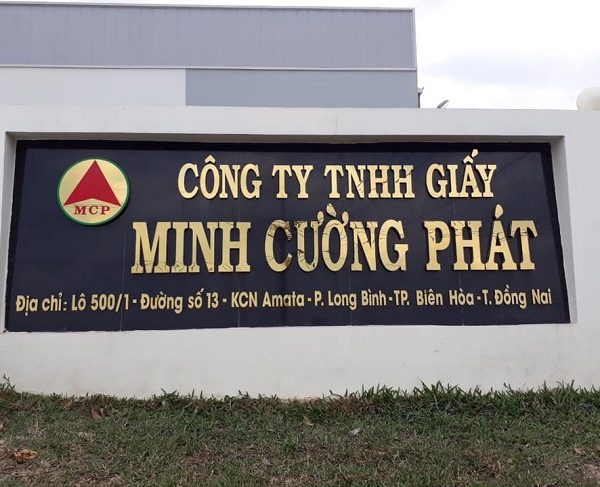 CÔNG TY TNHH GIẤY
MCP
MINH CƯỜNG PHÁT
Địa chỉ: Lô 500/1 - Đường số 13 - KCN Amata - P. Long Bình - TP. Biên Hòa - T. Đồng Nai